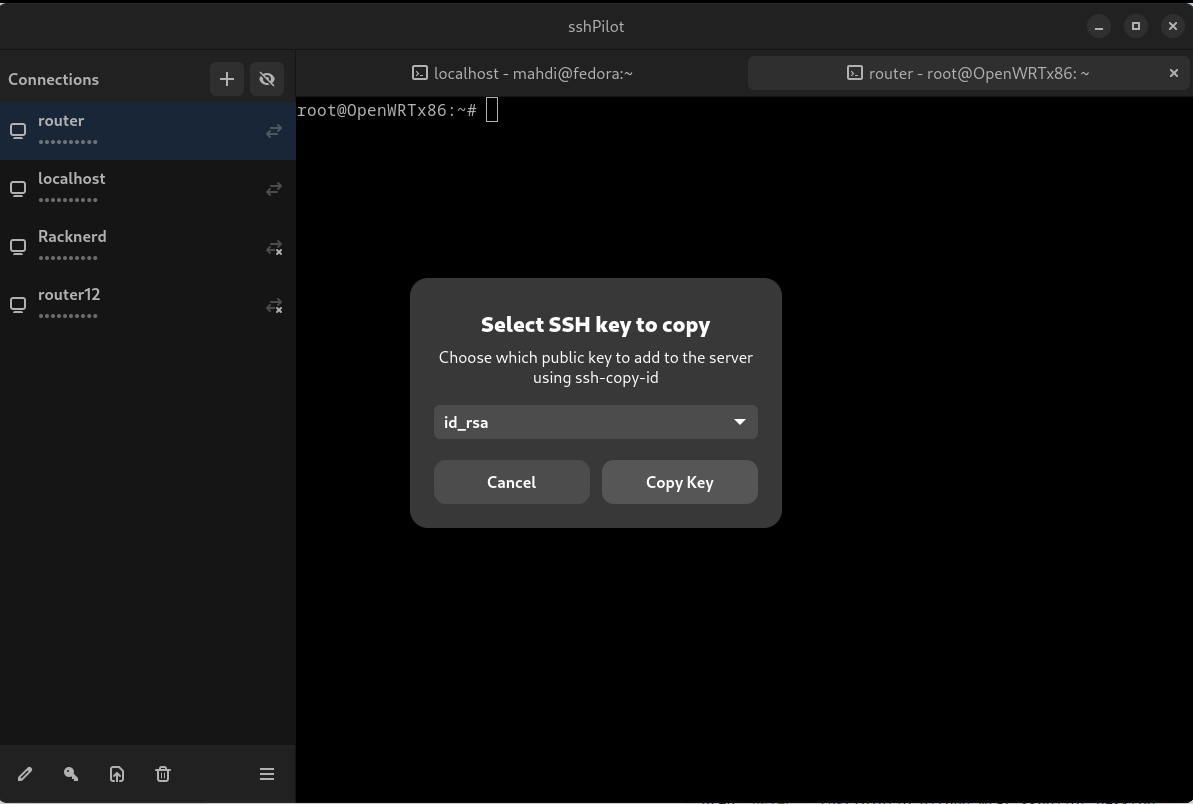 sshPilot
Connections
localhost - mahdi@fedora:~
router - root@OpenWRTx86: ~
root@OpenWRTx86:~#
router
••••••••••
localhost
••••••••••
Racknerd
••••••••••
router12
••••••••••
Select SSH key to copy
Choose which public key to add to the server
using ssh-copy-id
id_rsa
Cancel
Copy Key